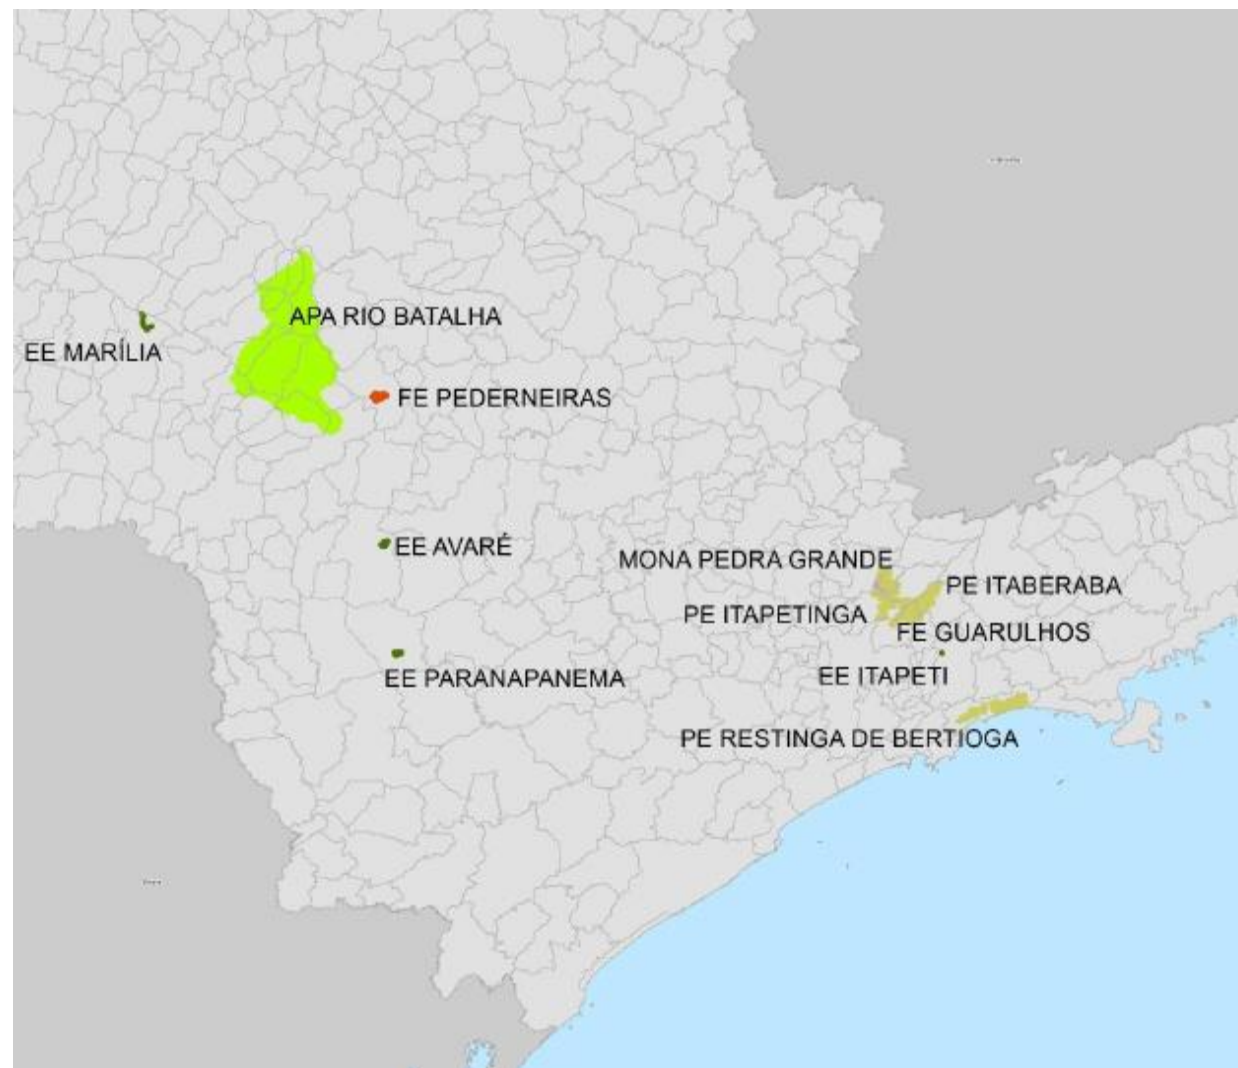 APA RIO BATALHA
EE MARÍLIA
FE PEDERNEIRAS
EE AVARÉ
MONA PEDRA GRANDE
PE ITABERABA
PE ITAPETINGA
FE GUARULHOS
EE ITAPETI
EE PARANAPANEMA
PE RESTINGA DE BERTIOGA